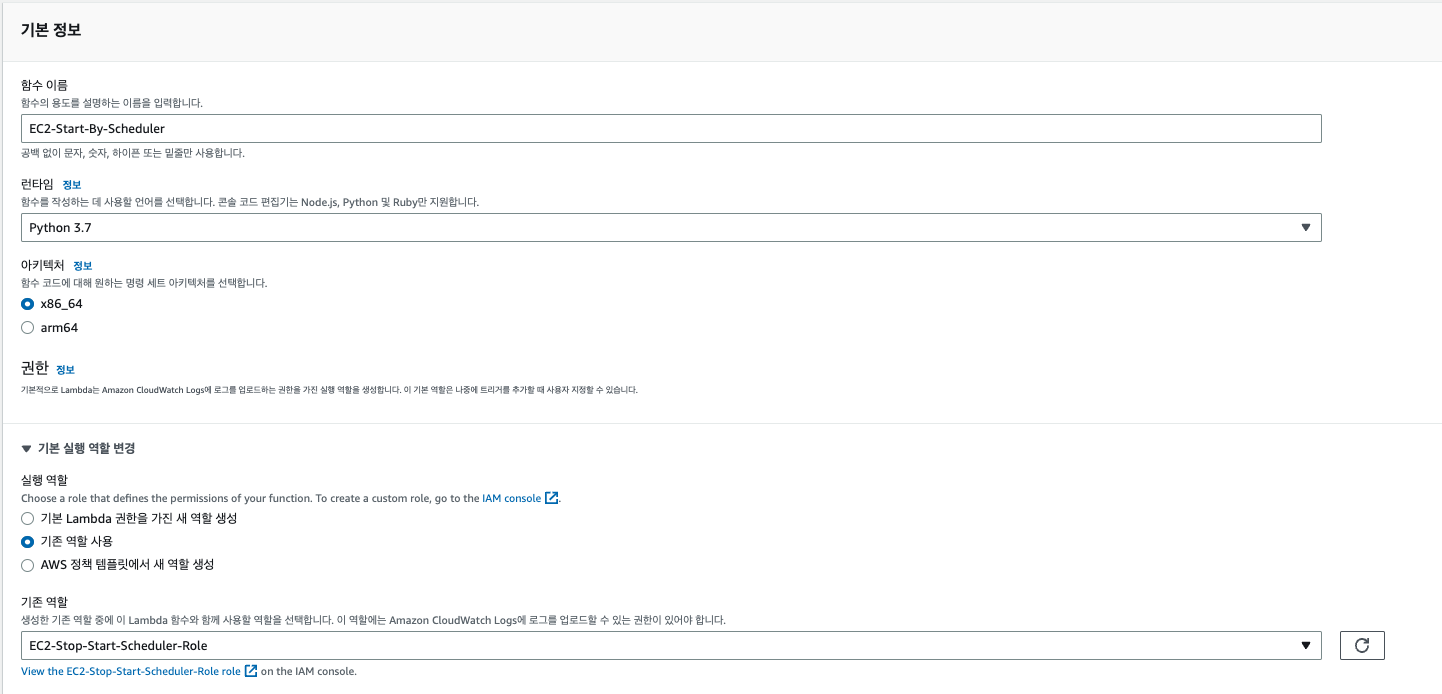 기본 정보
함수 이름
함수의 용도를 설명하는 이름을 입력합니다.
EC2-Start-By-Scheduler
공백 없이 문자, 숫자, 하이픈 또는 밑줄만 사용합니다.
런타임 정보
함수를 작성하는 데 사용할 언어를 선택합니다. 콘솔 코드 편집기는 Node.js, Python 및 Ruby만 지원합니다.
Python 3.7
아키텍처 정보
함수 코드에 대해 원하는 명령 세트 아키텍처를 선택합니다.
x86_64
arm64
권한 정보
기본적으로 Lambda는 Amazon CloudWatch Logs에 로그를 업로드하는 권한을 가진 실행 역할을 생성합니다. 이 기본 역할은 나중에 트리거를 추가할 때 사용자 지정할 수 있습니다.
기본 실행 역할 변경
실행 역할
Choose a role that defines the permissions of your function. To create a custom role, go to the IAM console.
기본 Lambda 권한을 가진 새 역할 생성
기존 역할 사용
AWS 정책 템플릿에서 새 역할 생성
기존 역할
생성한 기존 역할 중에 이 Lambda 함수와 함께 사용할 역할을 선택합니다. 이 역할에는 Amazon CloudWatch Logs에 로그를 업로드할 수 있는 권한이 있어야 합니다.
EC2-Stop-Start-Scheduler-Role
View the EC2-Stop-Start-Scheduler-Role role on the IAM console.